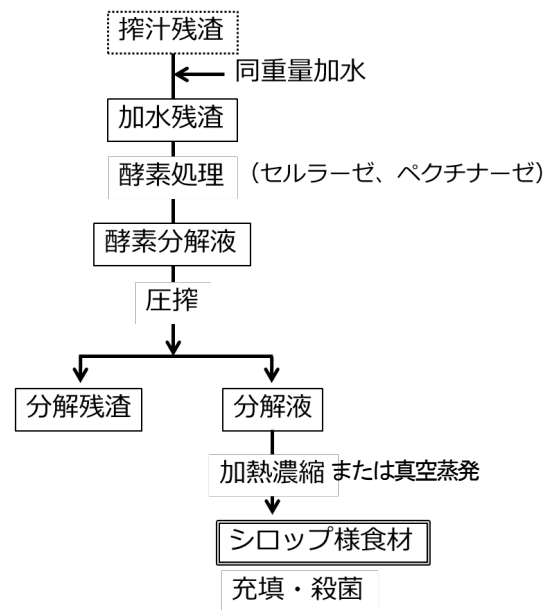 搾汁残渣
同重量加水
加水残渣
酵素処理 （セルラーゼ、ペクチナーゼ）
酵素分解液
圧搾
分解残渣 分解液
加熱濃縮 または真空蒸発
シロップ様食材
充填・殺菌